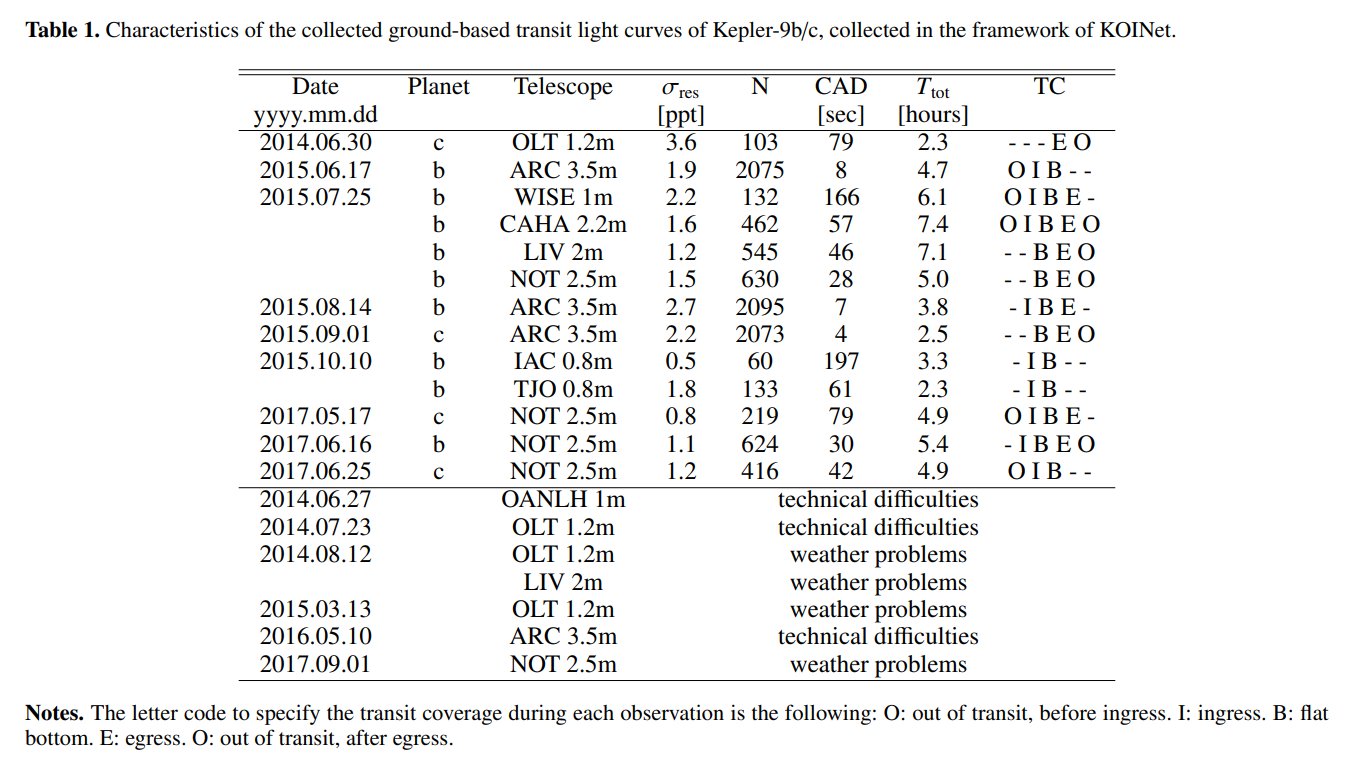 Table 1. Characteristics of the collected ground-based transit light curves of Kepler-9b/c, collected in the framework of KOINet.
Date Planet Telescope σres N CAD Ttot TC
yyyy.mm.dd [ppt] [sec] [hours]
2014.06.30 c OLT 1.2m 3.6 103 79 2.3 - - - E O
2015.06.17 b ARC 3.5m 1.9 2075 8 4.7 O I B - -
2015.07.25 b WISE 1m 2.2 132 166 6.1 O I B E -
b CAHA 2.2m 1.6 462 57 7.4 O I B E O
b LIV 2m 1.2 545 46 7.1 - - B E O
b NOT 2.5m 1.5 630 28 5.0 - - B E O
2015.08.14 b ARC 3.5m 2.7 2095 7 3.8 - I B E -
2015.09.01 c ARC 3.5m 2.2 2073 4 2.5 - - B E O
2015.10.10 b IAC 0.8m 0.5 60 197 3.3 - I B - -
b TJO 0.8m 1.8 133 61 2.3 - I B - -
2017.05.17 c NOT 2.5m 0.8 219 79 4.9 O I B E -
2017.06.16 b NOT 2.5m 1.1 624 30 5.4 - I B E O
2017.06.25 c NOT 2.5m 1.2 416 42 4.9 O I B - -
2014.06.27 OANLH 1m technical difficulties
2014.07.23 OLT 1.2m technical difficulties
2014.08.12 OLT 1.2m weather problems
LIV 2m weather problems
2015.03.13 OLT 1.2m weather problems
2016.05.10 ARC 3.5m technical difficulties
2017.09.01 NOT 2.5m weather problems
Notes. The letter code to specify the transit coverage during each observation is the following: O: out of transit, before ingress. I: ingress. B: flat
bottom. E: egress. O: out of transit, after egress.